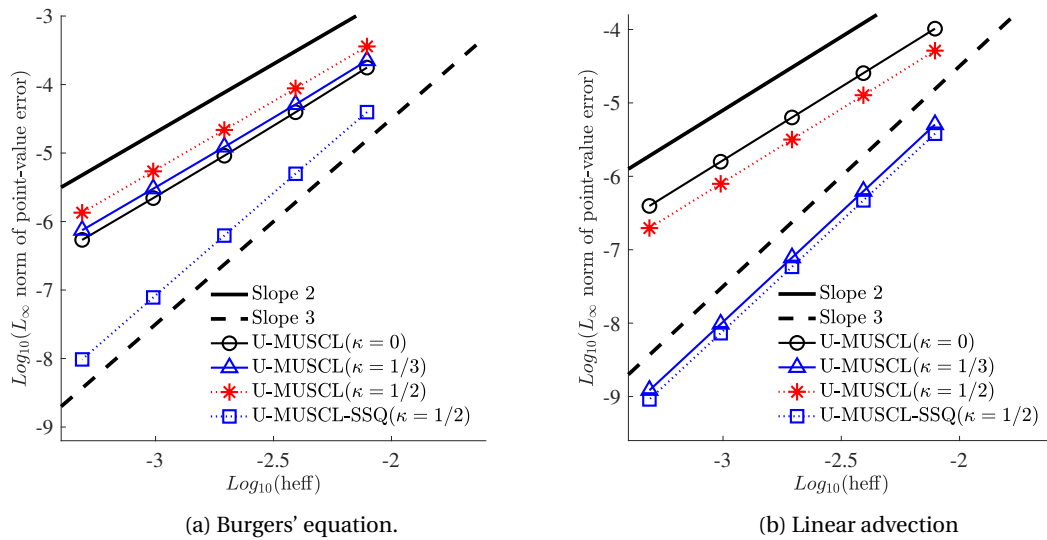 -3
-4
-5
-6
-7
-8
-9
Log₁₀(L∞ norm of point-value error)
Slope 2
Slope 3
U-MUSCL(κ = 0)
U-MUSCL(κ = 1/3)
U-MUSCL(κ = 1/2)
U-MUSCL-SSQ(κ = 1/2)
-3
-2.5
-2
Log₁₀(heff)
(a) Burgers' equation.
-4
-5
-6
-7
-8
-9
Log₁₀(L∞ norm of point-value error)
Slope 2
Slope 3
U-MUSCL(κ = 0)
U-MUSCL(κ = 1/3)
U-MUSCL(κ = 1/2)
U-MUSCL-SSQ(κ = 1/2)
-3
-2.5
-2
Log₁₀(heff)
(b) Linear advection